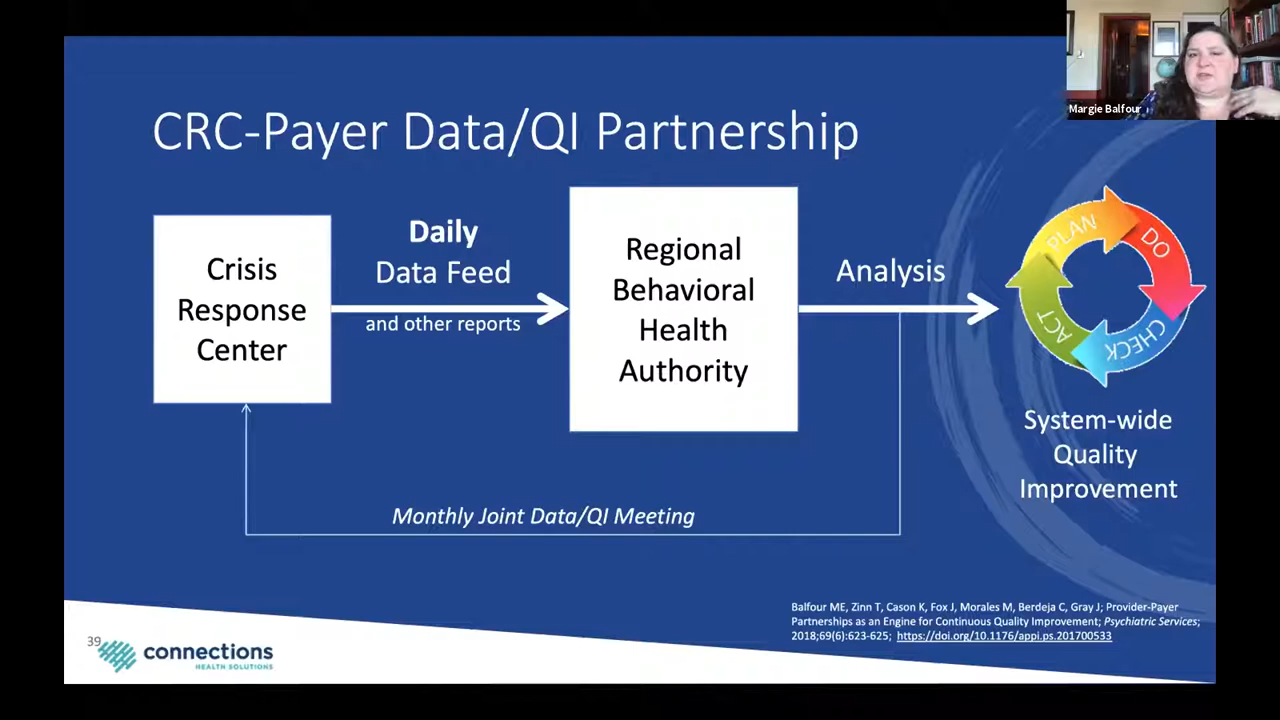 Margie Balfour
CRC-Payer Data/QI Partnership
Crisis
Response
Center
Daily
Data Feed
and other reports
Regional
Behavioral
Health
Authority
Analysis
PLAN
DO
CHECK
ACT
System-wide
Quality
Improvement
Monthly Joint Data/QI Meeting
Balfour ME, Zinn T, Cason K, Fox J, Morales M, Berdeja C, Gray J; Provider-Payer
Partnerships as an Engine for Continuous Quality Improvement; Psychiatric Services;
2018;69(6):623-625; https://doi.org/10.1176/appi.ps.201700533
39
connections
HEALTH SOLUTIONS